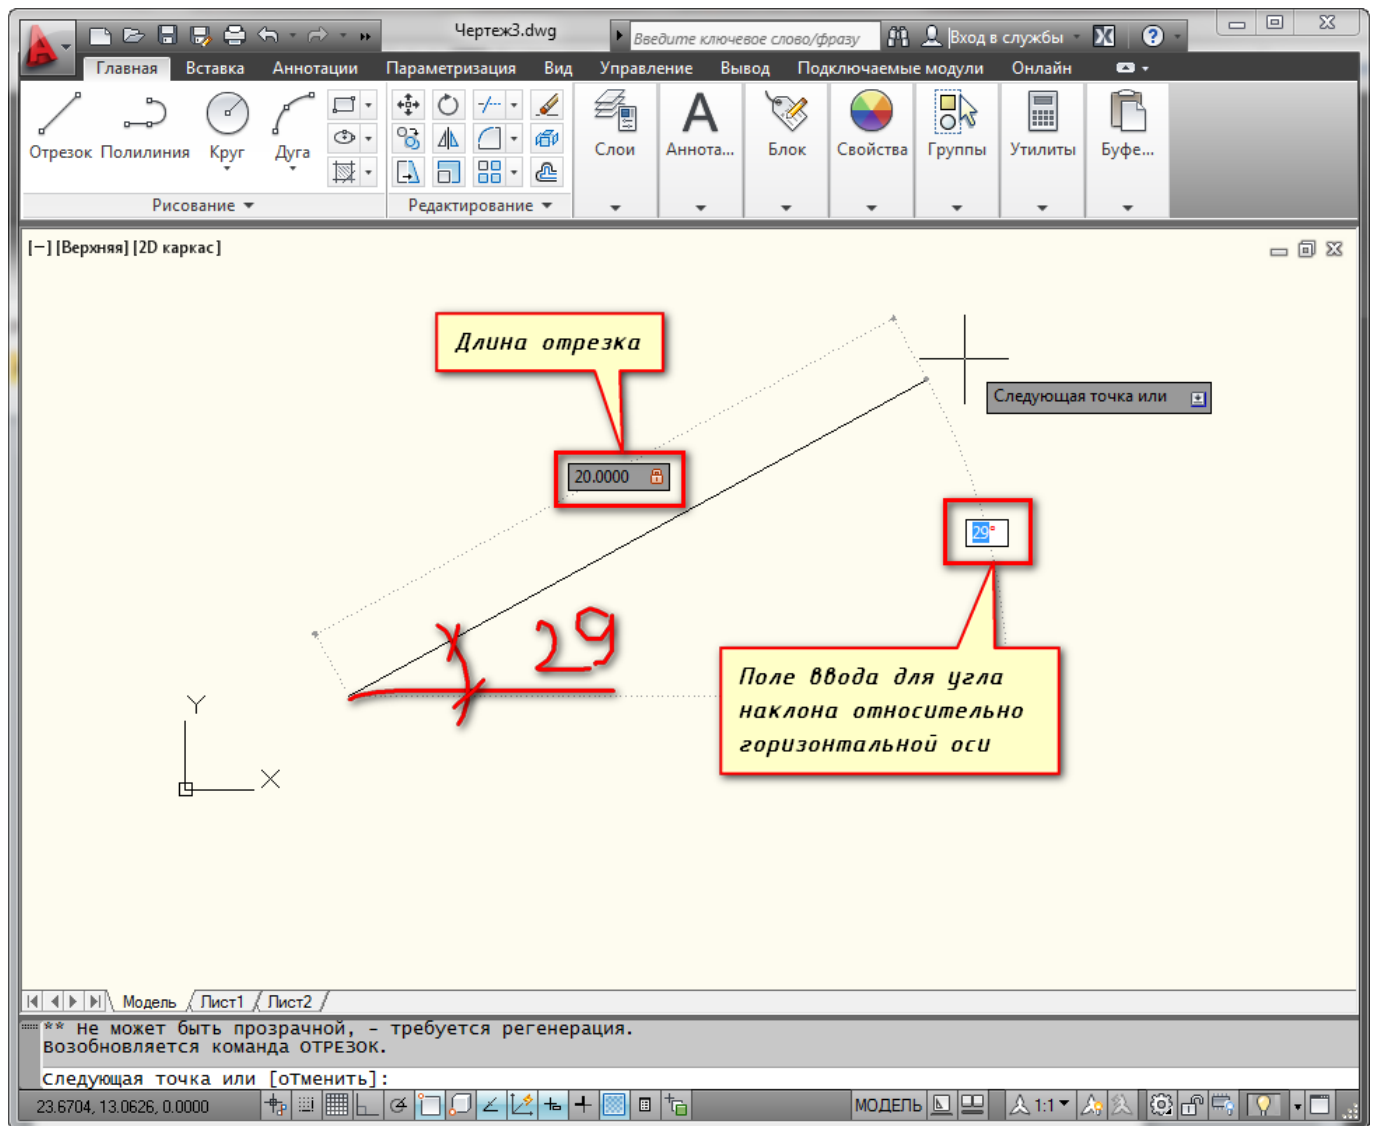 Чертеж3.dwg
Введите ключевое слово/фразу
Вход в службы
Главная Вставка Аннотации Параметризация Вид Управление Вывод Подключаемые модули Онлайн
Отрезок Полилиния Круг Дуга
Слои Аннота... Блок Свойства Группы Утилиты Буфе...
Рисование Редактирование
[−] [Верхняя] [2D каркас]
Длина отрезка
Следующая точка или
20.0000
29°
29
Поле ввода для угла
наклона относительно
горизонтальной оси
Y
X
Модель Лист1 Лист2
** Не может быть прозрачной, - требуется регенерация.
Возобновляется команда ОТРЕЗОК.
Следующая точка или [оТменить]:
23.6704, 13.0626, 0.0000
МОДЕЛЬ
1:1